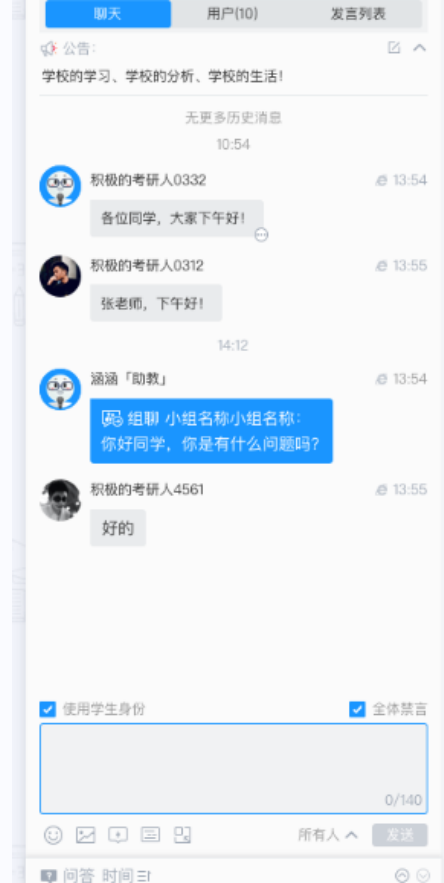 聊天 用户(10) 发言列表
公告:
学校的学习、学校的分析、学校的生活!
无更多历史消息
10:54
积极的考研人0332 13:54
各位同学，大家下午好!
积极的考研人0312 13:55
张老师，下午好!
14:12
涵涵「助教」 13:54
组聊 小组名称小组名称:
你好同学，你是有什么问题吗?
积极的考研人4561 13:55
好的
使用学生身份 全体禁言
0/140
所有人 发送
问答 时间